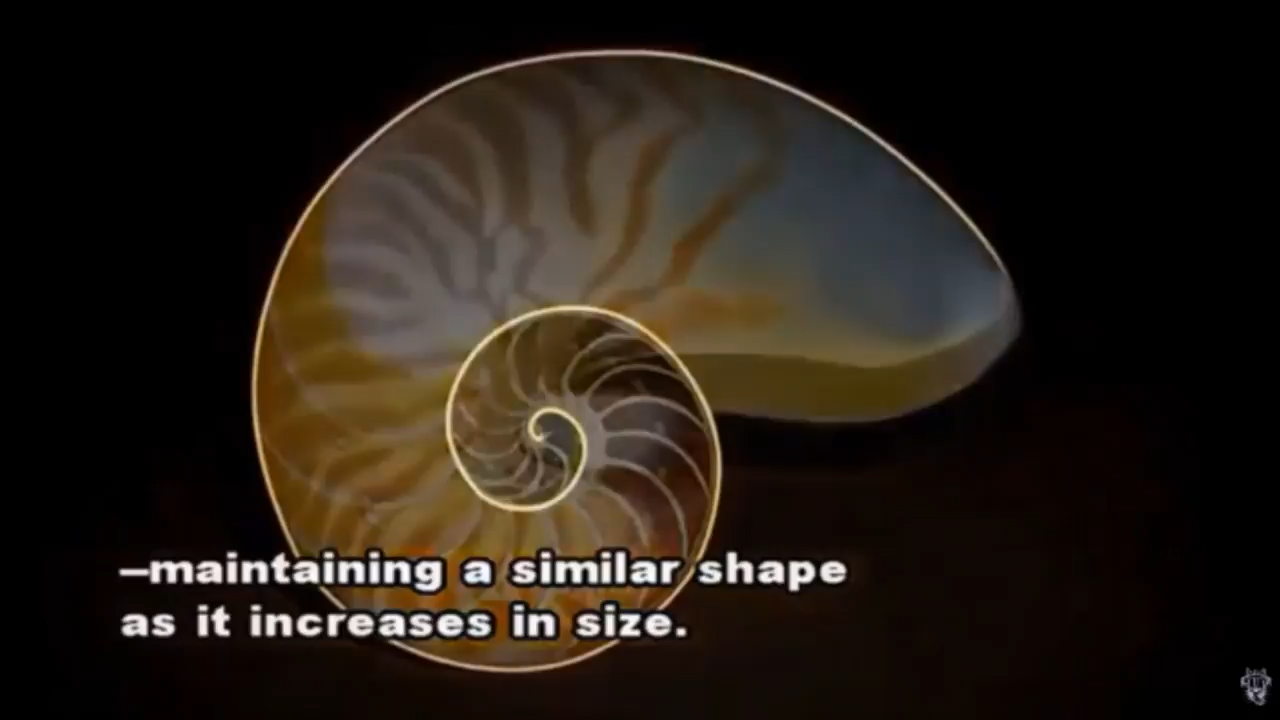 —maintaining a similar shape
as it increases in size.